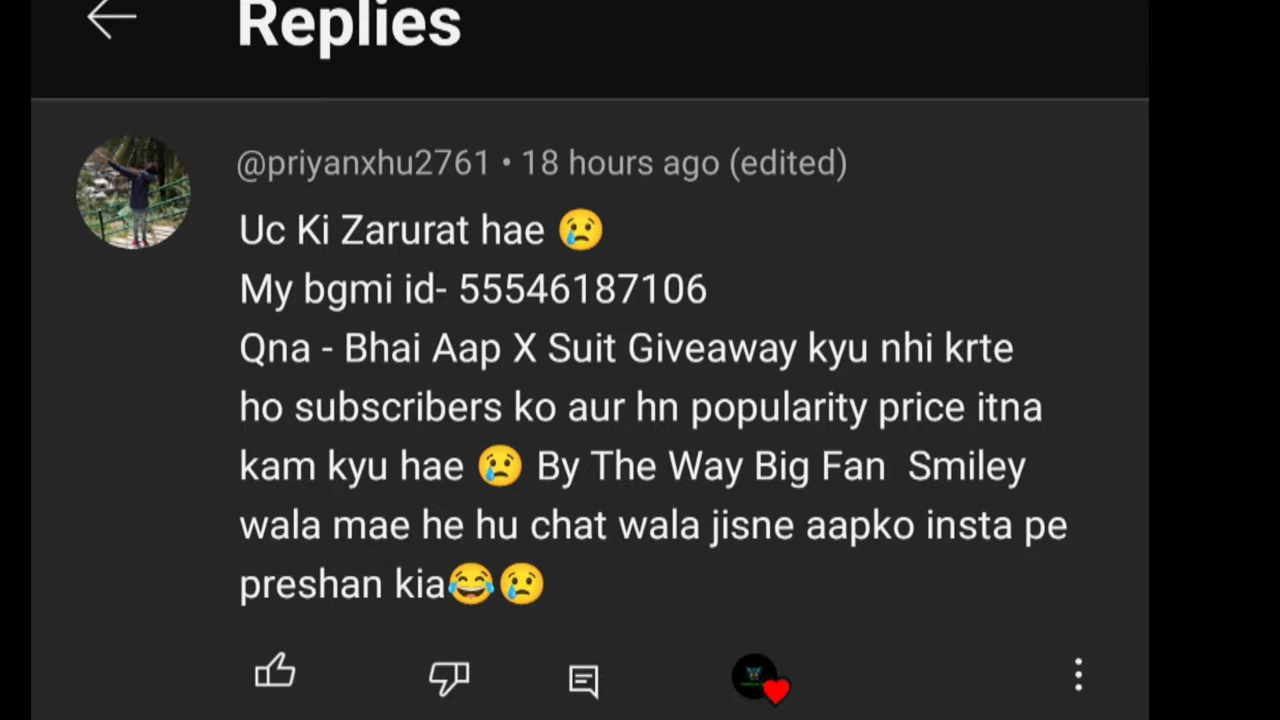 Replies
@priyanxhu2761 • 18 hours ago (edited)
Uc Ki Zarurat hae 😢
My bgmi id- 55546187106
Qna - Bhai Aap X Suit Giveaway kyu nhi krte
ho subscribers ko aur hn popularity price itna
kam kyu hae 😢 By The Way Big Fan  Smiley
wala mae he hu chat wala jisne aapko insta pe
preshan kia😂😢